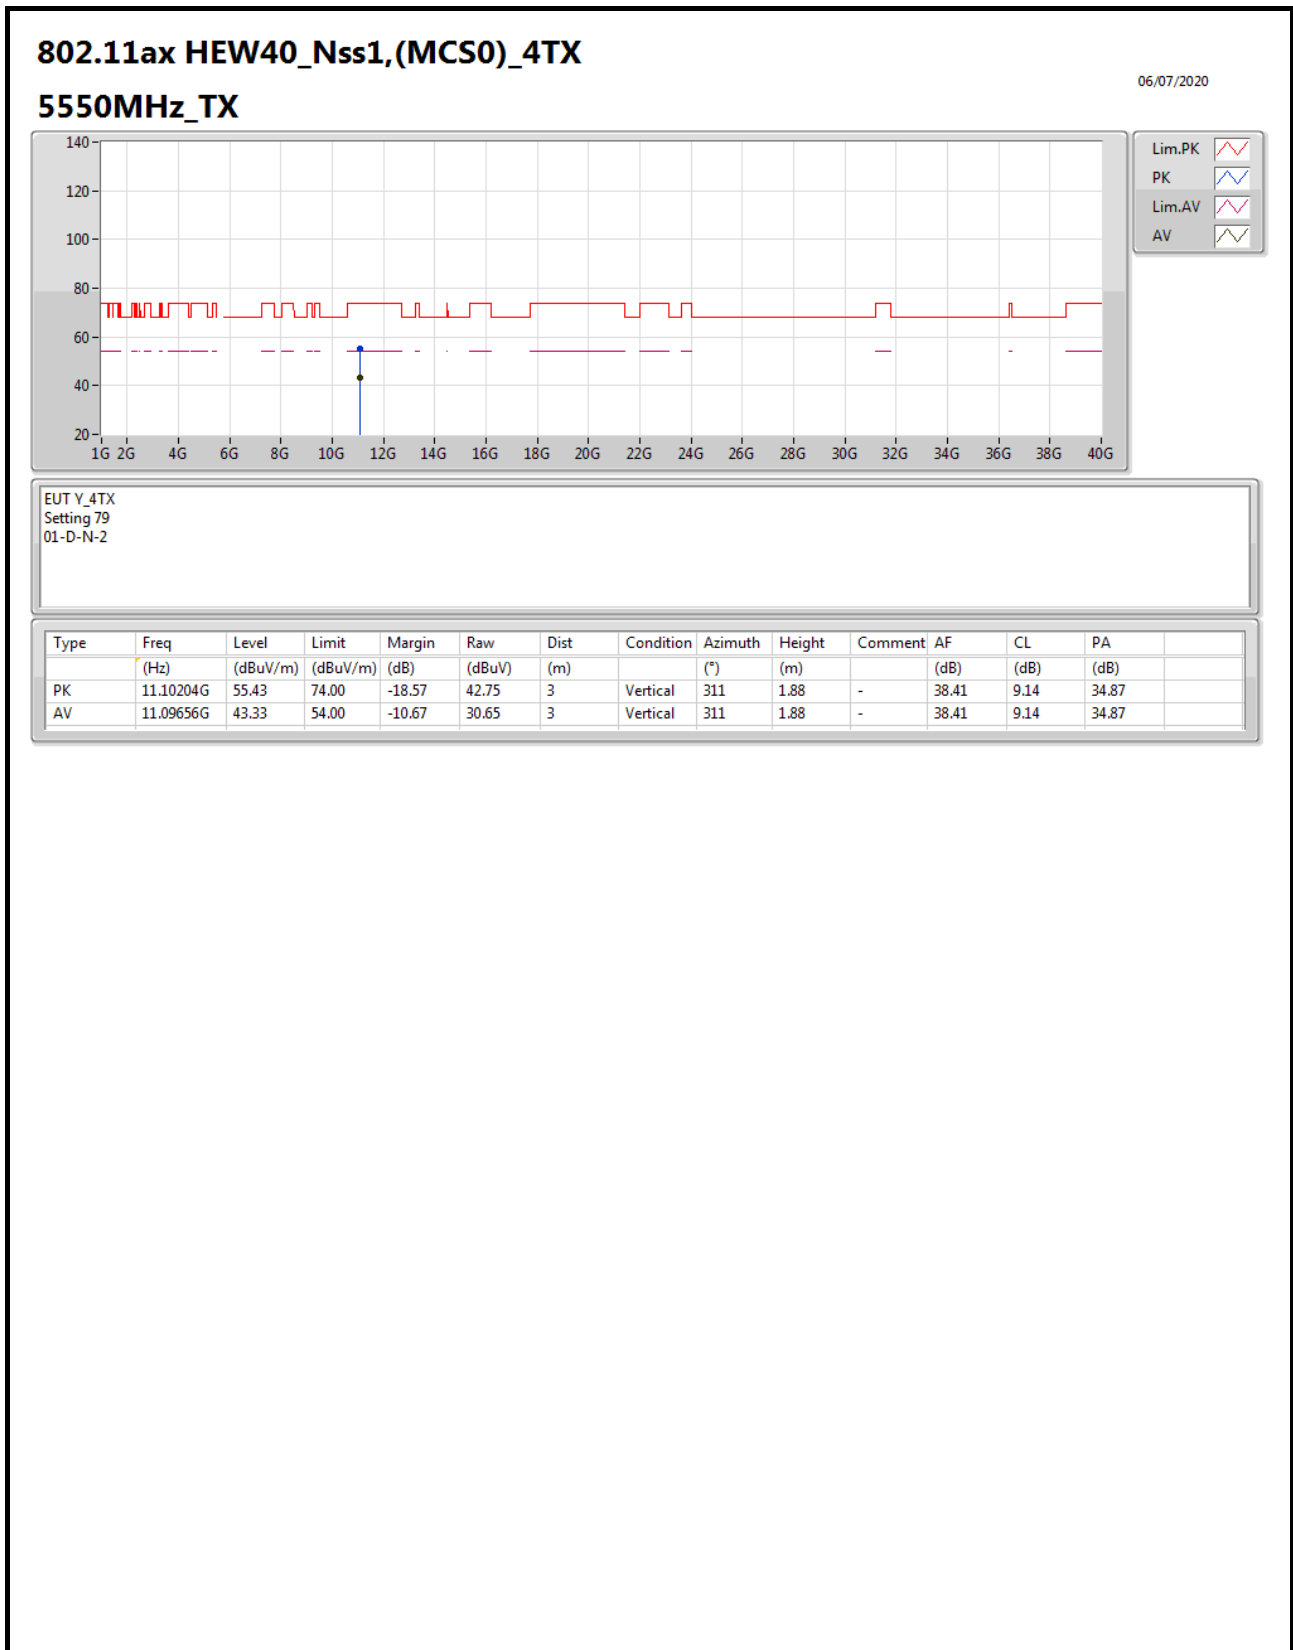 802.11ax HEW40_Nss1,(MCS0)_4TX
06/07/2020
5550MHz_TX
140
120
100
80
60
40
20
1G 2G 4G 6G 8G 10G 12G 14G 16G 18G 20G 22G 24G 26G 28G 30G 32G 34G 36G 38G 40G
Lim.PK
PK
Lim.AV
AV
EUT Y_4TX
Setting 79
01-D-N-2
Type Freq Level Limit Margin Raw Dist Condition Azimuth Height Comment AF CL PA
(Hz) (dBuV/m) (dBuV/m) (dB) (dBuV) (m) (°) (m) (dB) (dB) (dB)
PK 11.10204G 55.43 74.00 -18.57 42.75 3 Vertical 311 1.88 - 38.41 9.14 34.87
AV 11.09656G 43.33 54.00 -10.67 30.65 3 Vertical 311 1.88 - 38.41 9.14 34.87